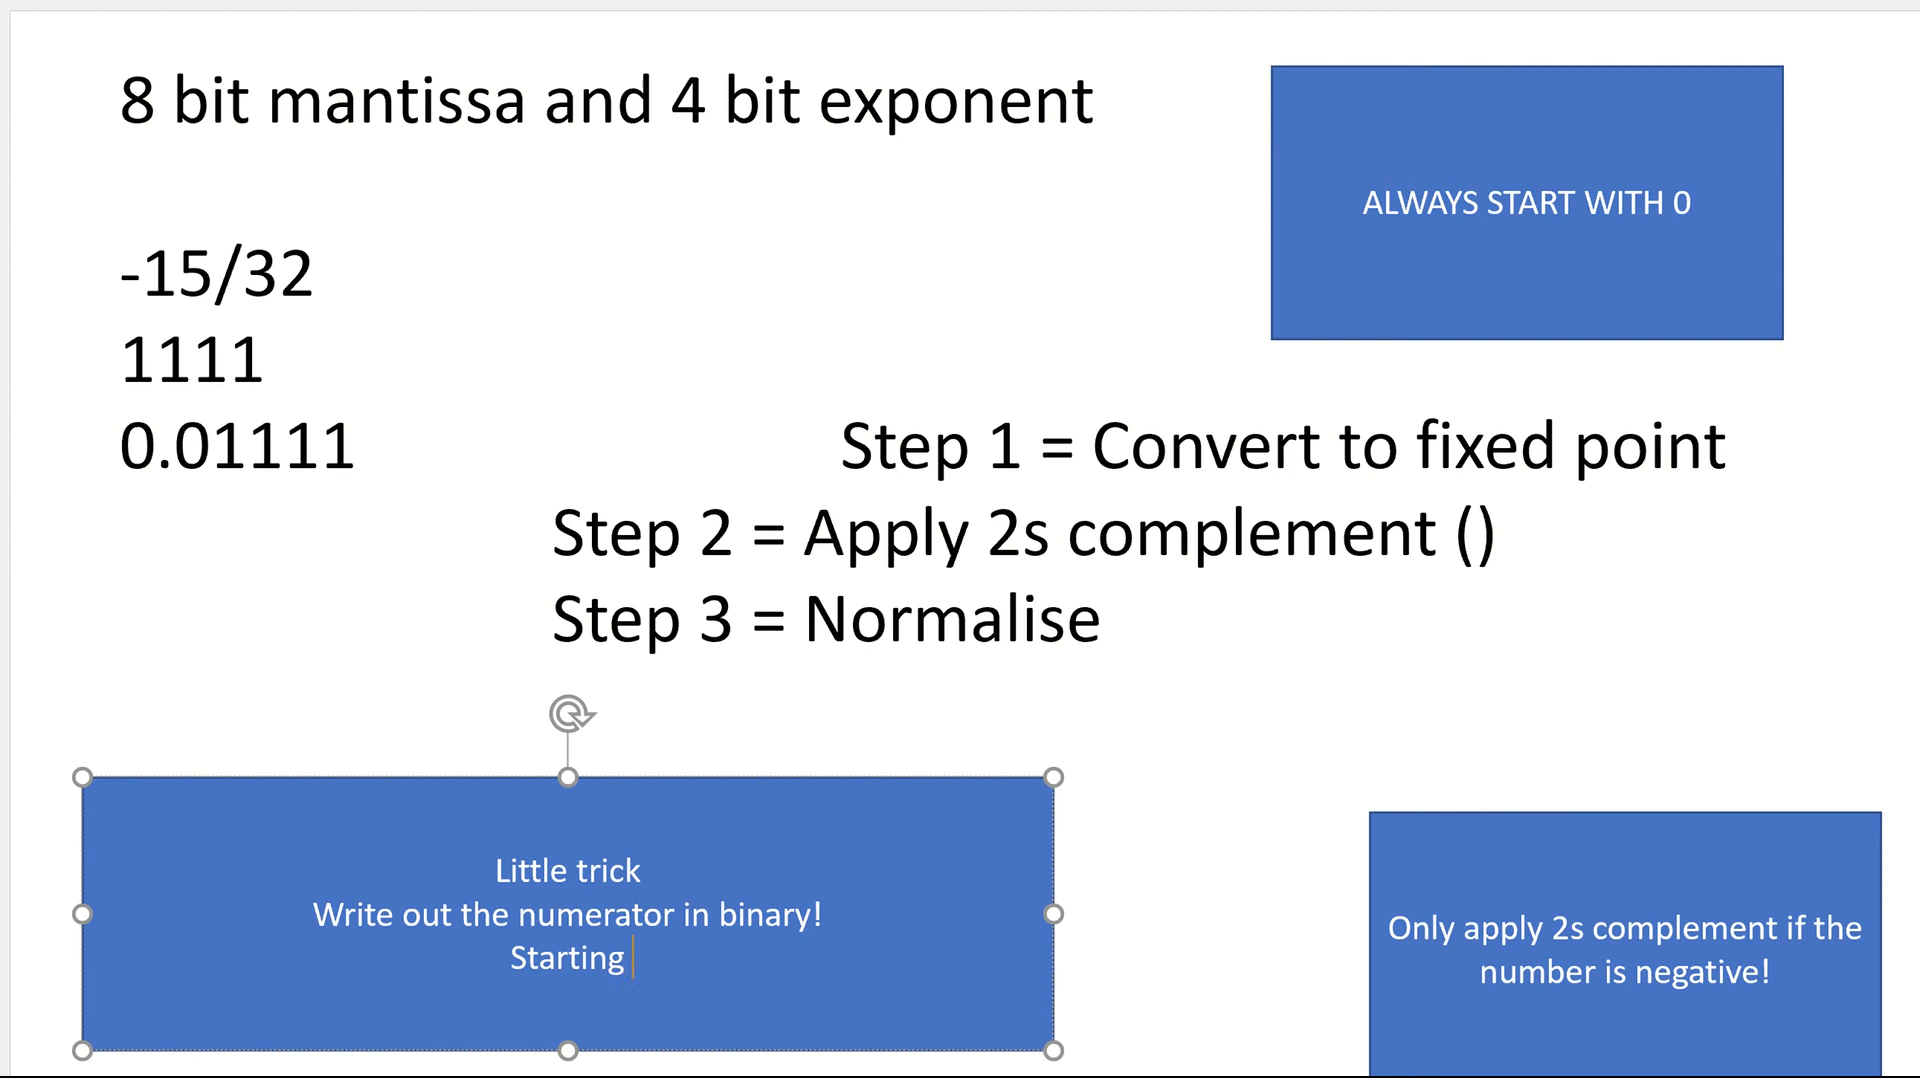 8 bit mantissa and 4 bit exponent
ALWAYS START WITH 0
-15/32
1111
0.01111
Step 1 = Convert to fixed point
Step 2 = Apply 2s complement ()
Step 3 = Normalise
Little trick
Write out the numerator in binary!
Starting
Only apply 2s complement if the
number is negative!